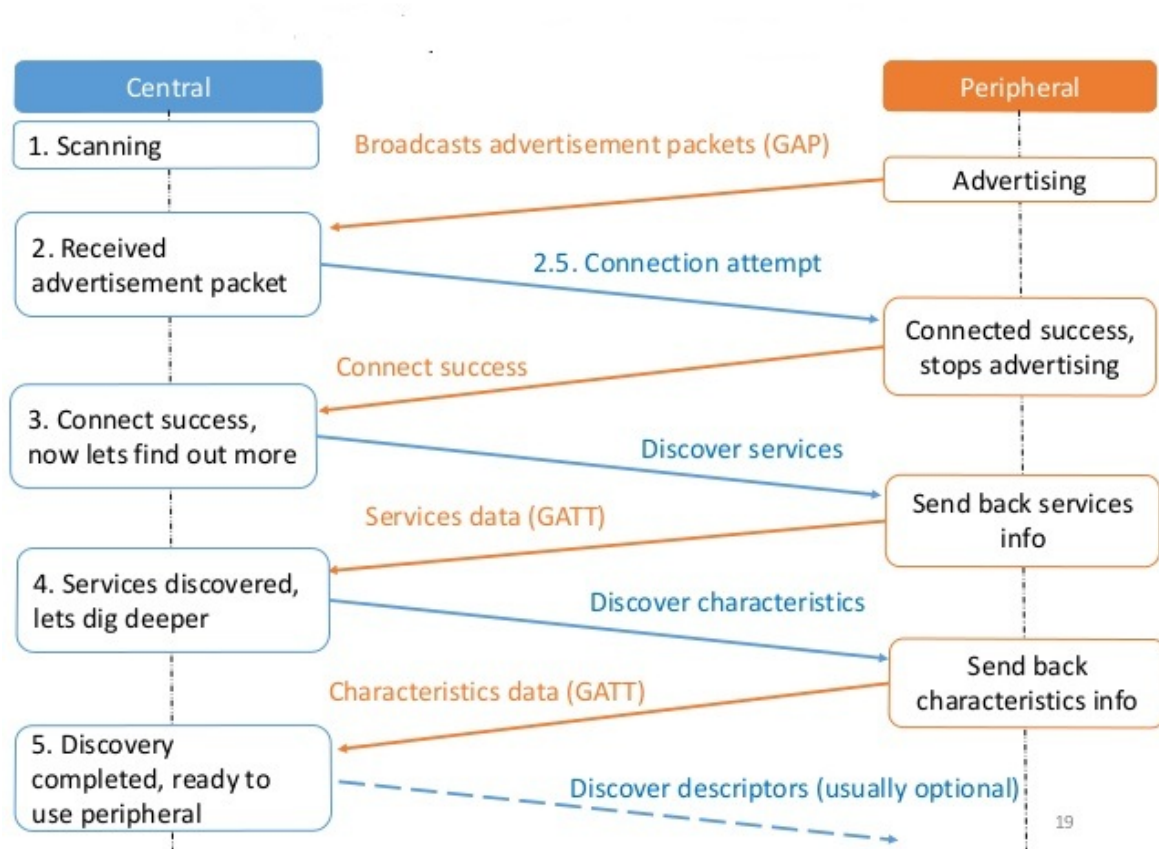 Central
Peripheral
1. Scanning
Broadcasts advertisement packets (GAP)
Advertising
2. Received
advertisement packet
2.5. Connection attempt
Connected success,
stops advertising
Connect success
3. Connect success,
now lets find out more
Discover services
Send back services
info
Services data (GATT)
4. Services discovered,
lets dig deeper
Discover characteristics
Send back
characteristics info
Characteristics data (GATT)
5. Discovery
completed, ready to
use peripheral
Discover descriptors (usually optional)
19